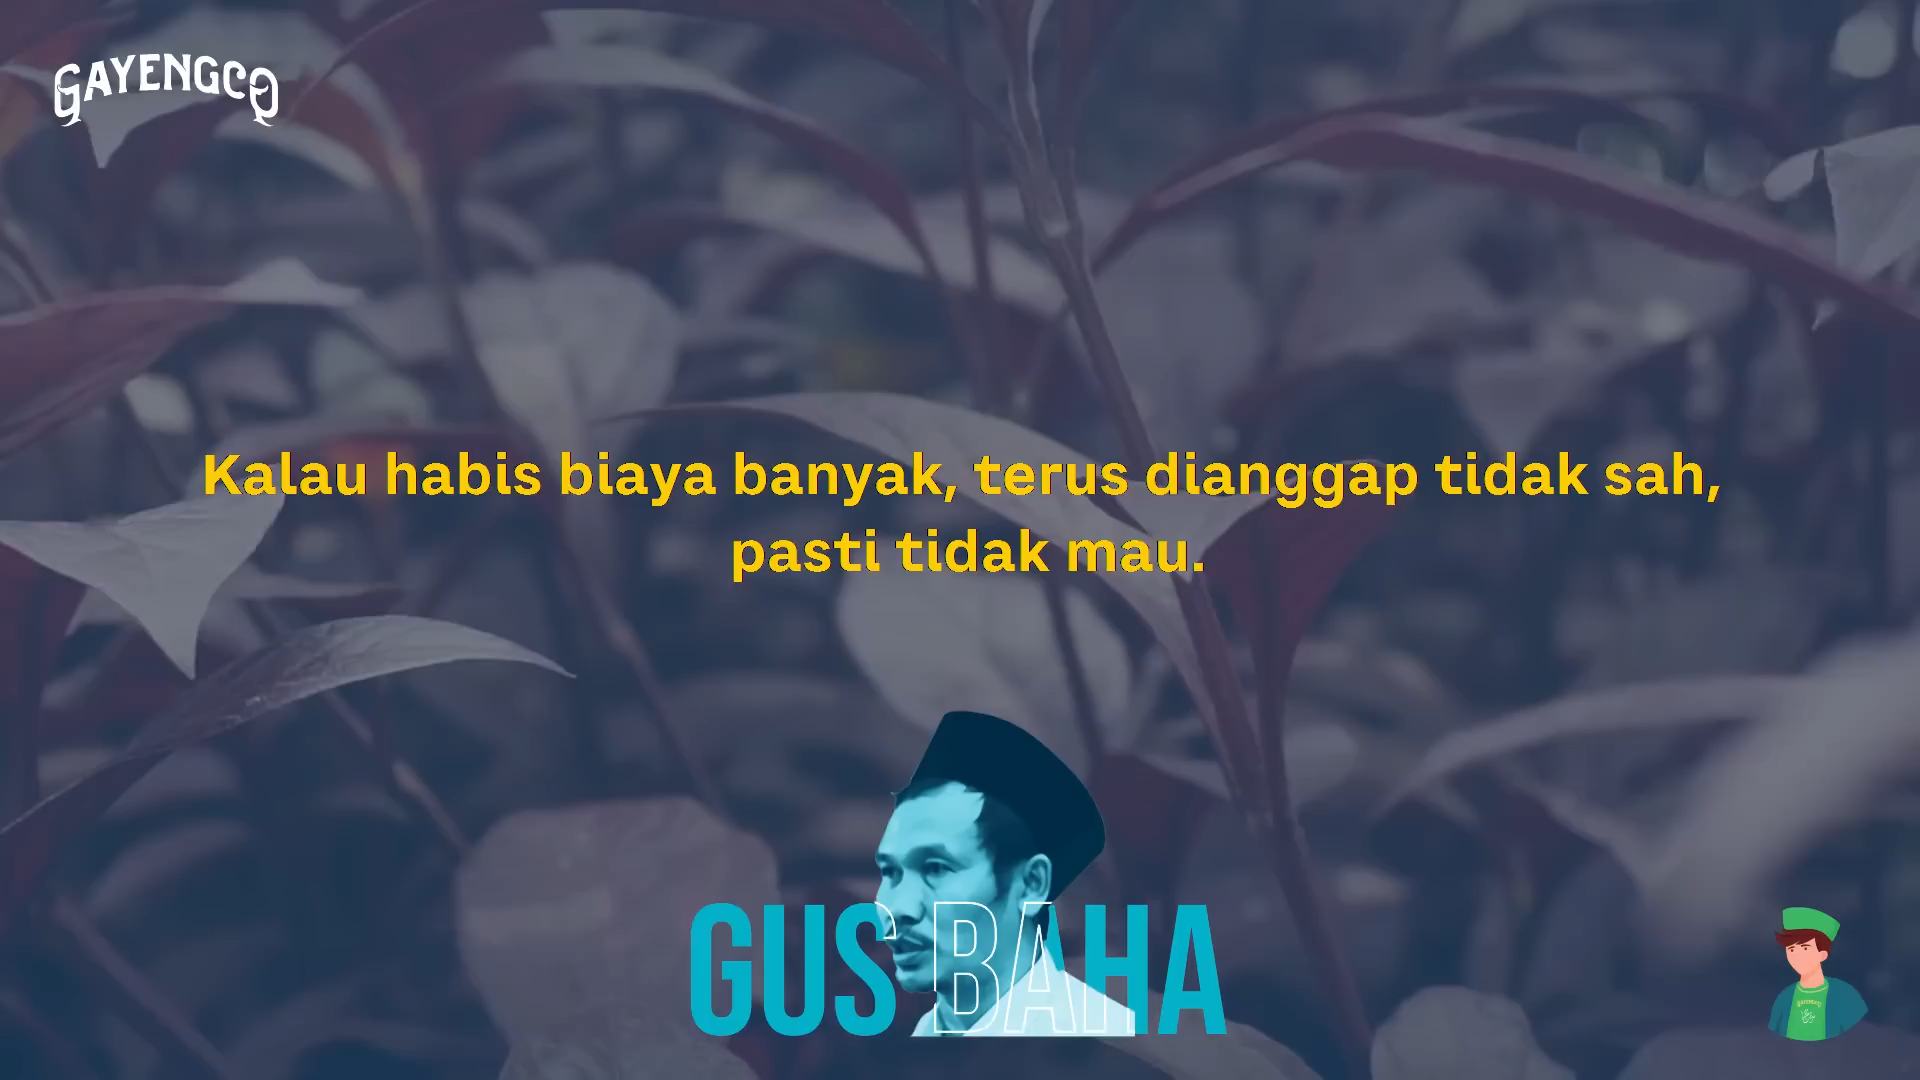 GAYENGCO
Kalau habis biaya banyak, terus dianggap tidak sah,
pasti tidak mau.
GUS BAHA